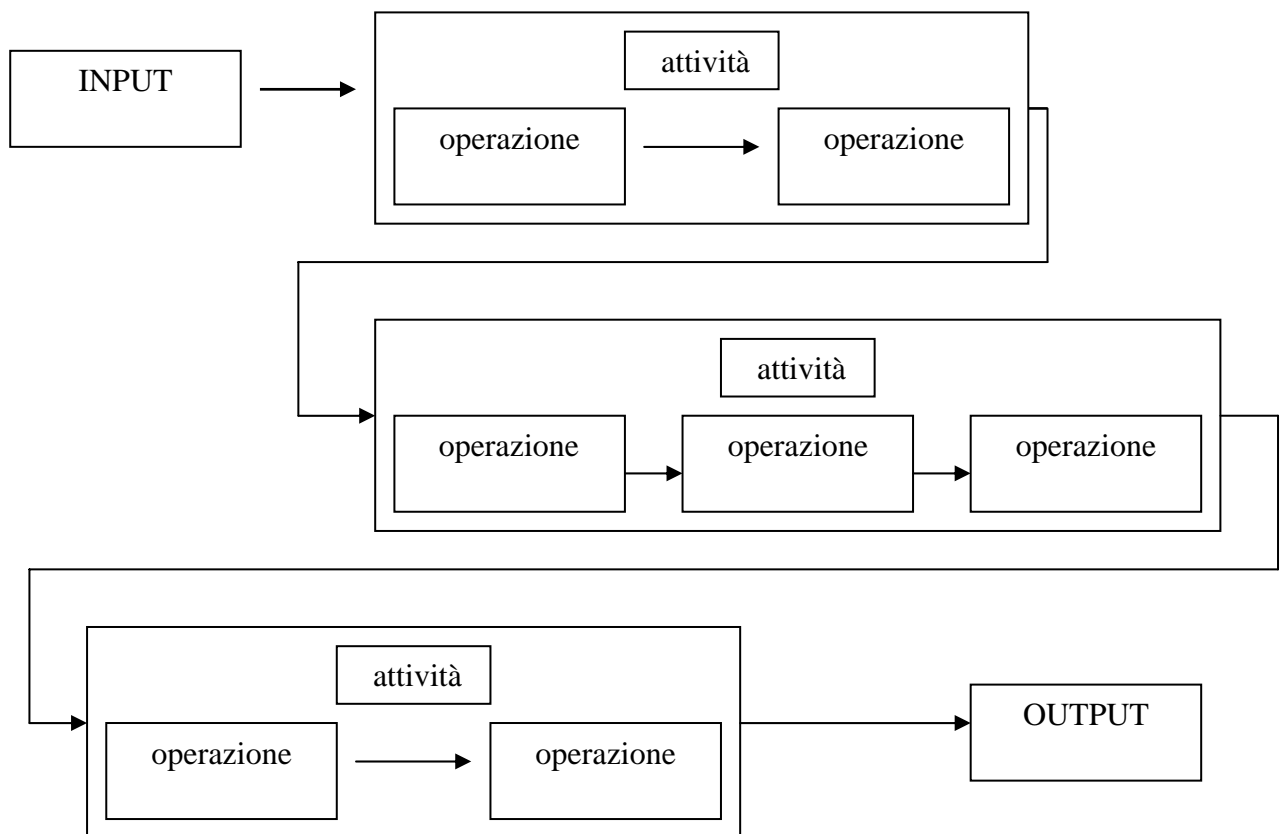 INPUT
attività
operazione
operazione
attività
operazione
operazione
operazione
attività
operazione
operazione
OUTPUT